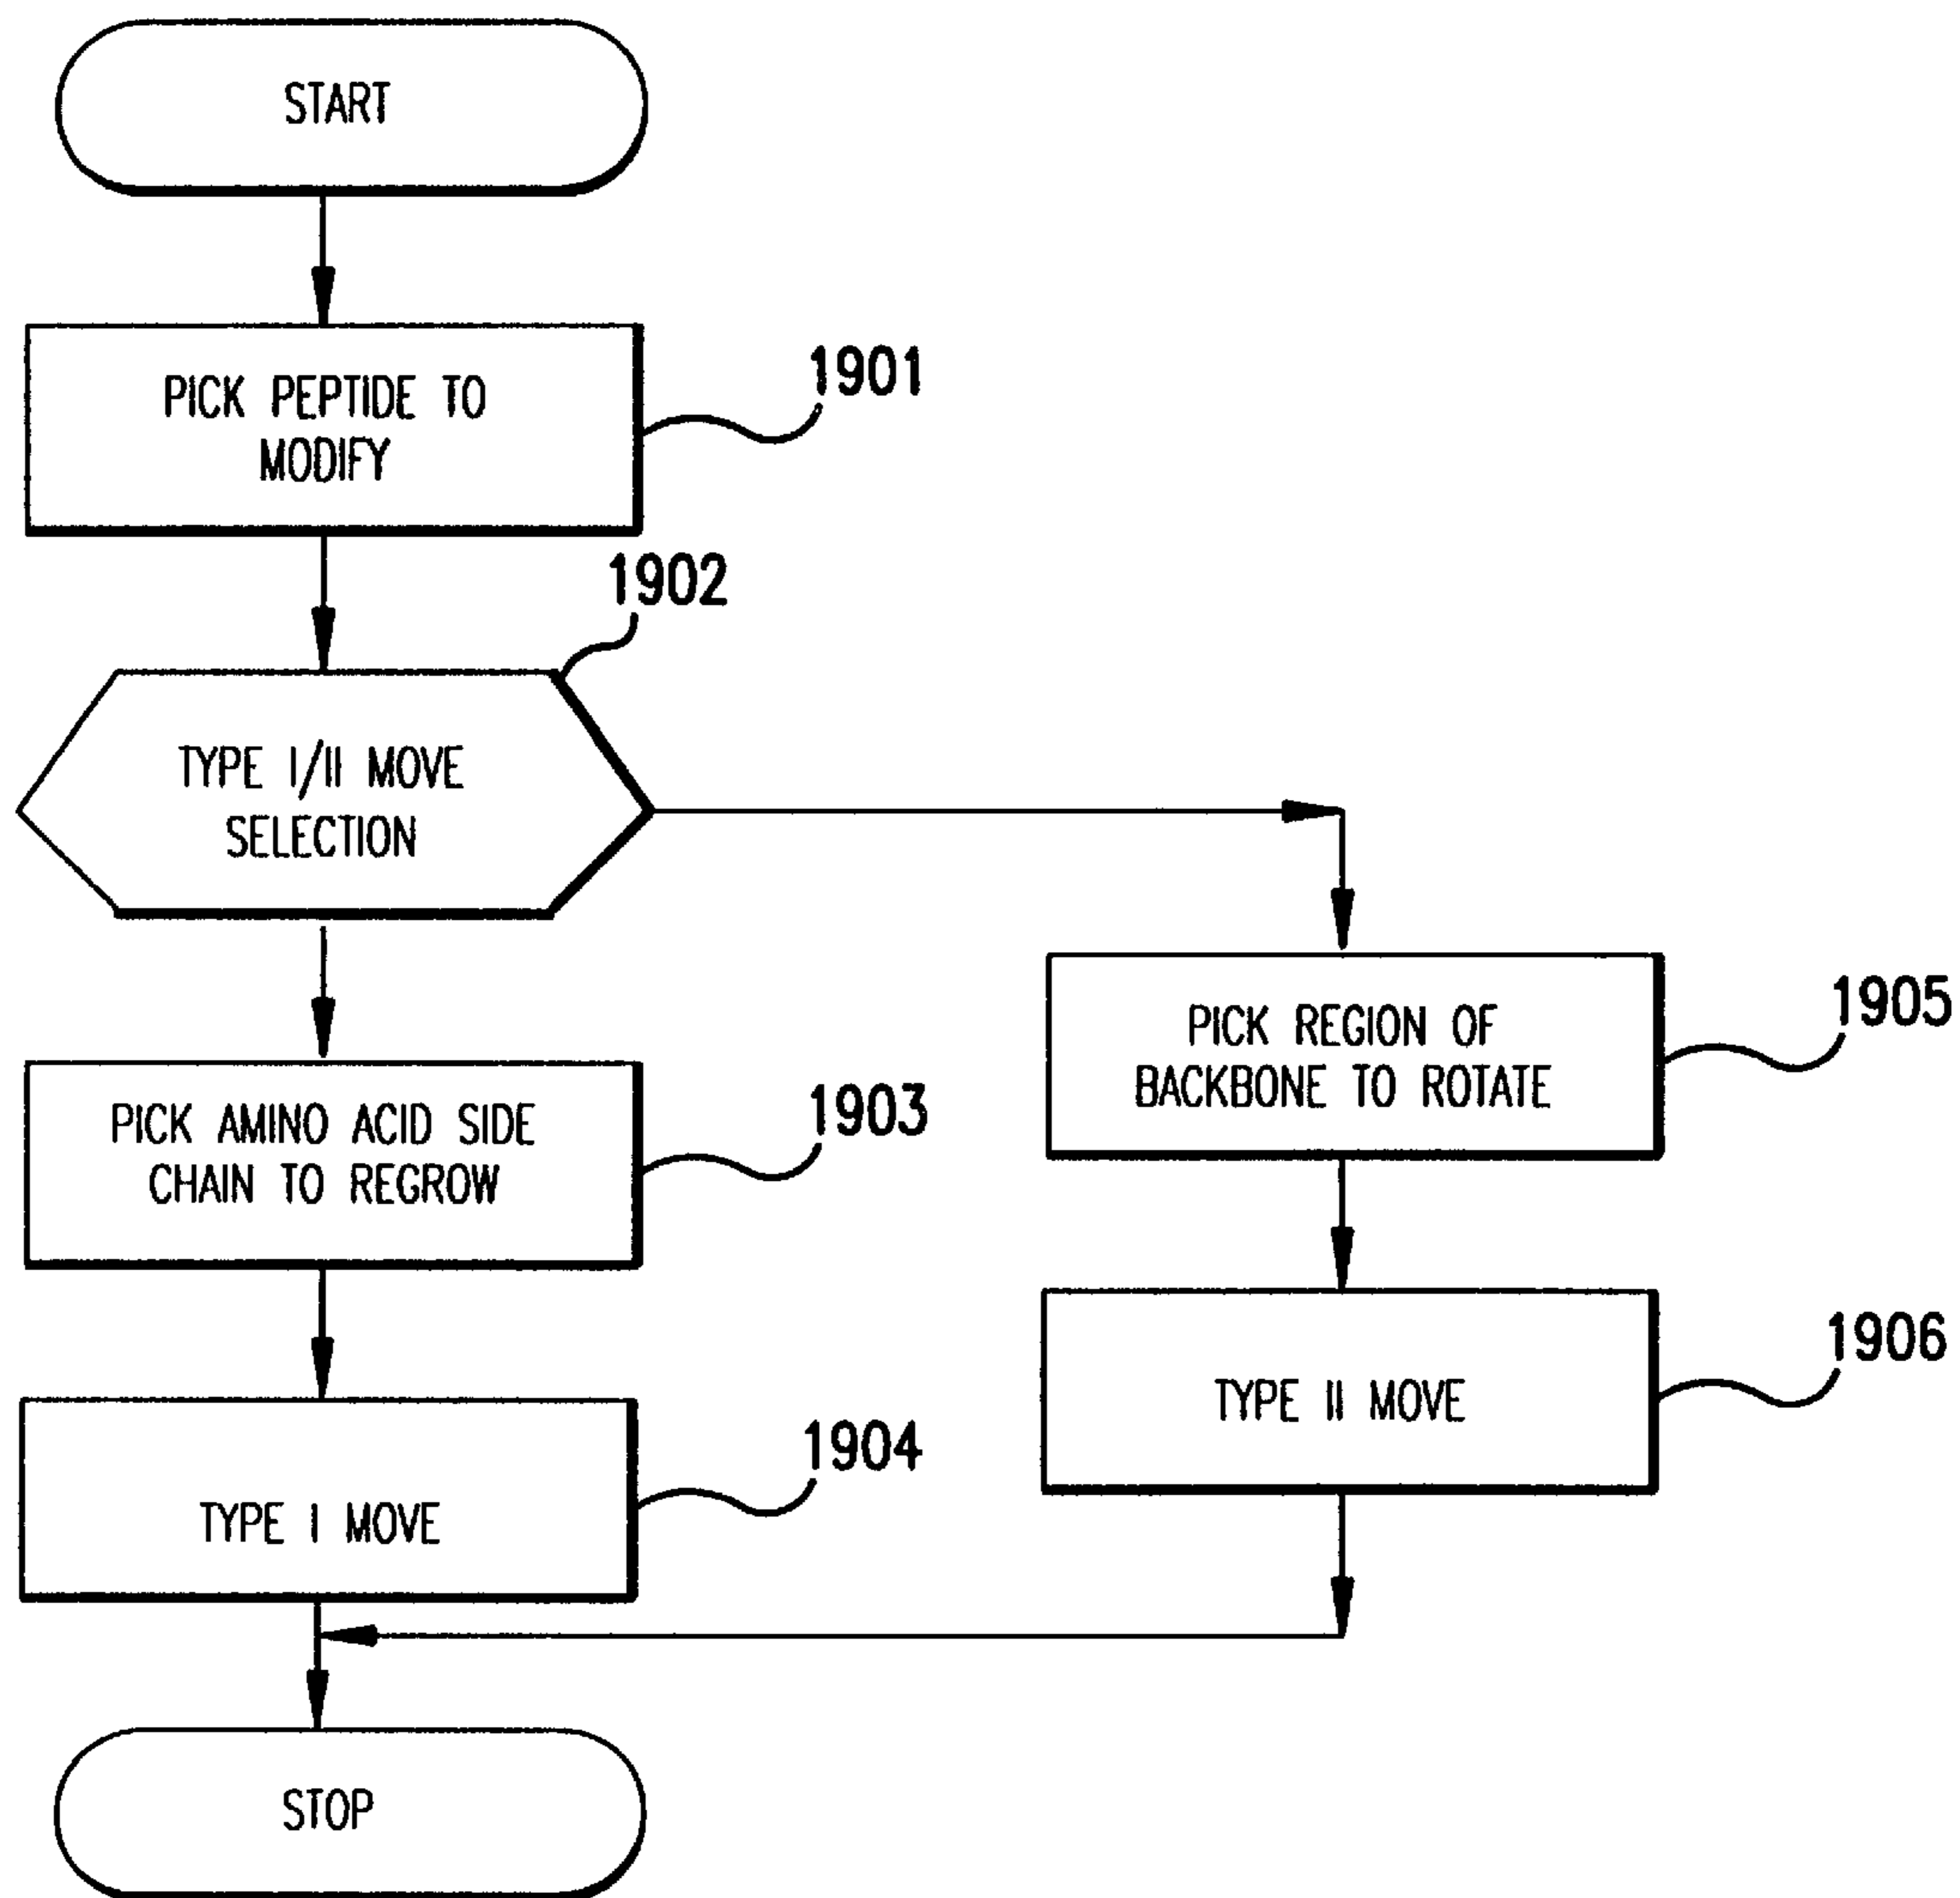 START
PICK PEPTIDE TO
MODIFY
1901
1902
TYPE I/II MOVE
SELECTION
PICK AMINO ACID SIDE
CHAIN TO REGROW
1903
TYPE I MOVE
1904
PICK REGION OF
BACKBONE TO ROTATE
1905
TYPE II MOVE
1906
STOP